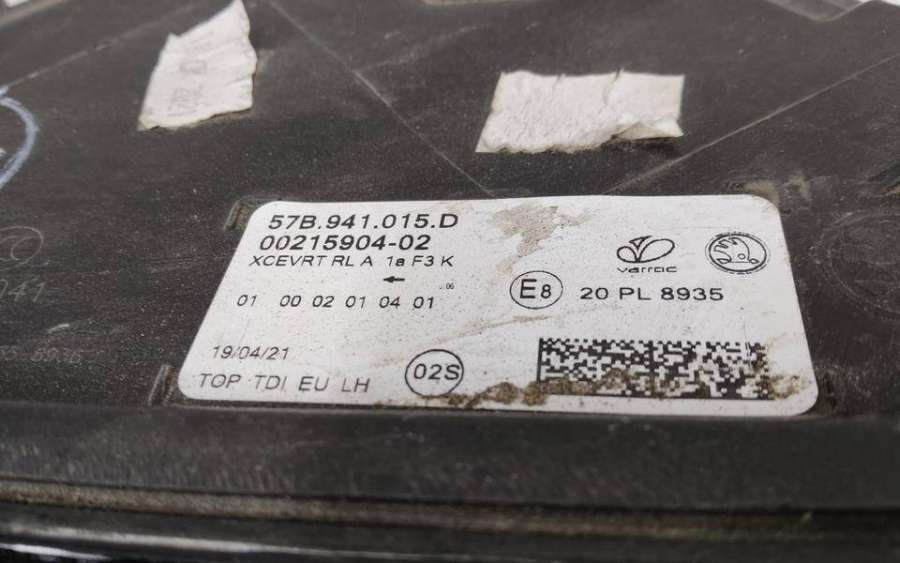 57B.941.015.D
00215904-02
XCEVRT RL A 1a F3 K
01 00 02 01 04 01
varroc
E8 20 PL 8935
19/04/21
TOP TDI EU LH
02S